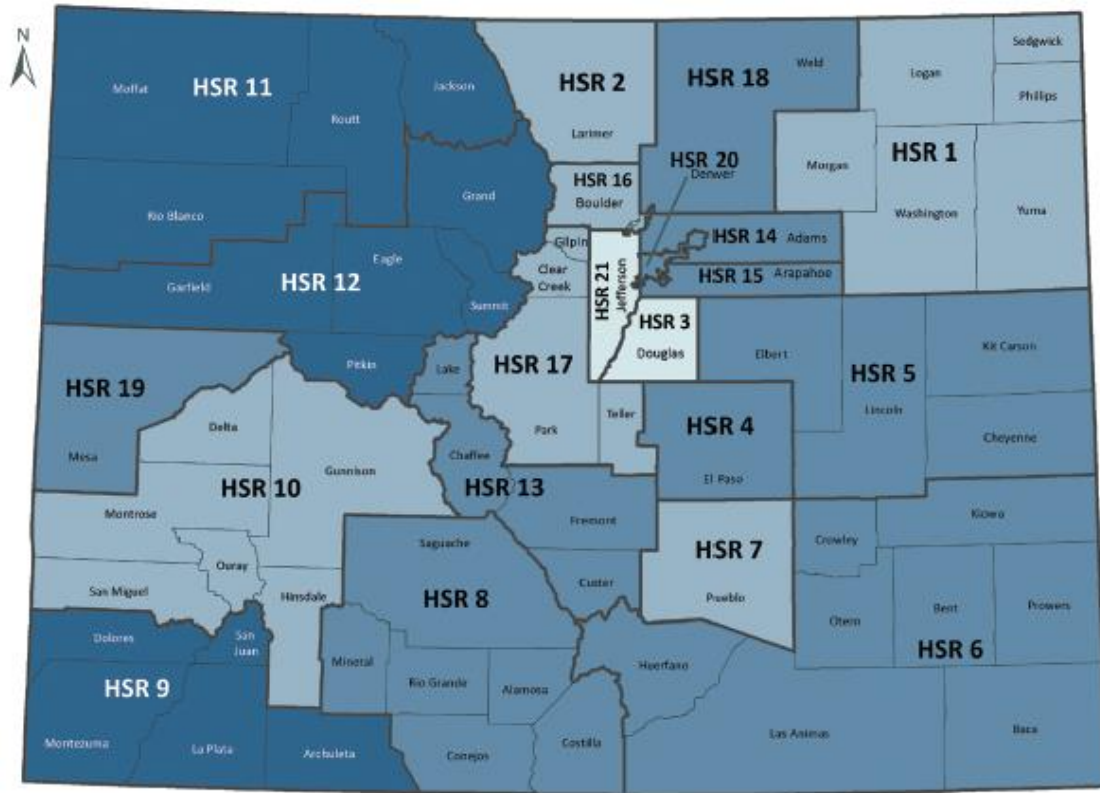 N
HSR 11
Moffat
Routt
Jackson
Rio Blanco
HSR 2
Larimer
HSR 18
Weld
HSR 1
Logan
Sedgwick
Phillips
Morgan
Washington
Yuma
HSR 20
Denver
HSR 16
Boulder
Grand
HSR 12
Eagle
Garfield
Summit
Pitkin
Gilpin
Clear
Creek
HSR 21
Jefferson
HSR 14
Adams
HSR 15
Arapahoe
HSR 3
Douglas
HSR 17
Park
Teller
HSR 5
Elbert
Lincoln
Kit Carson
Cheyenne
HSR 19
Mesa
Lake
Chaffee
HSR 13
Fremont
Custer
HSR 4
El Paso
HSR 10
Delta
Gunnison
Montrose
Ouray
San Miguel
Hinsdale
HSR 7
Pueblo
HSR 8
Saguache
Mineral
Rio Grande
Alamosa
Conejos
Costilla
HSR 6
Kiowa
Crowley
Otero
Bent
Prowers
Huerfano
Las Animas
Baca
HSR 9
Dolores
San
Juan
Montezuma
La Plata
Archuleta